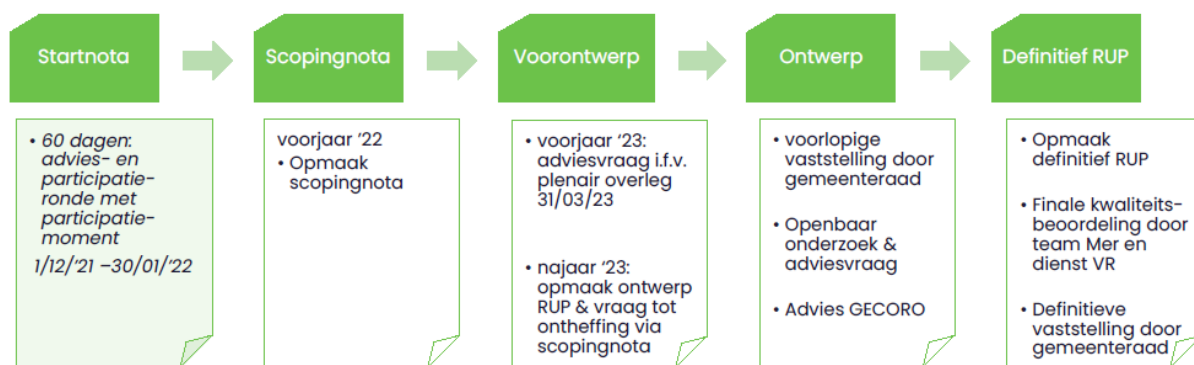 Startnota
Scopingnota
Voorontwerp
Ontwerp
Definitief RUP
• 60 dagen:
advies- en
participatie-
ronde met
participatie-
moment
1/12/'21 –30/01/'22
voorjaar '22
• Opmaak
scopingnota
• voorjaar '23:
adviesvraag i.f.v.
plenair overleg
31/03/23
• najaar '23:
opmaak ontwerp
RUP & vraag tot
ontheffing via
scopingnota
• voorlopige
vaststelling door
gemeenteraad
• Openbaar
onderzoek &
adviesvraag
• Advies GECORO
• Opmaak
definitief RUP
• Finale kwaliteits-
beoordeling door
team Mer en
dienst VR
• Definitieve
vaststelling door
gemeenteraad